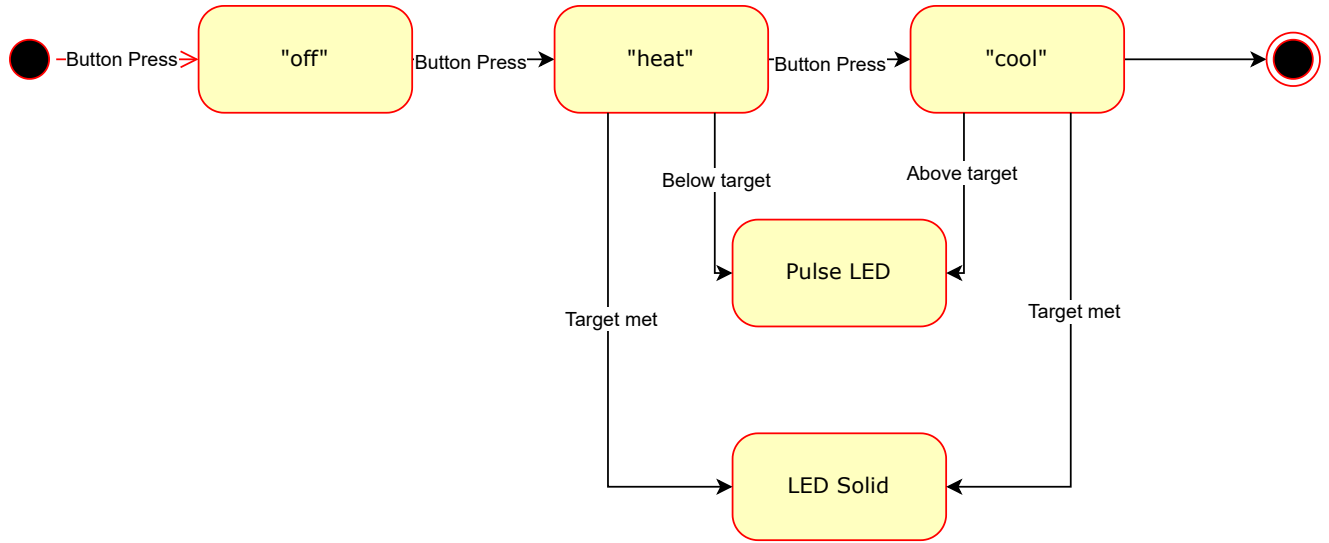 Button Press
"off"
Button Press
"heat"
Button Press
"cool"
Below target
Above target
Pulse LED
Target met
Target met
LED Solid